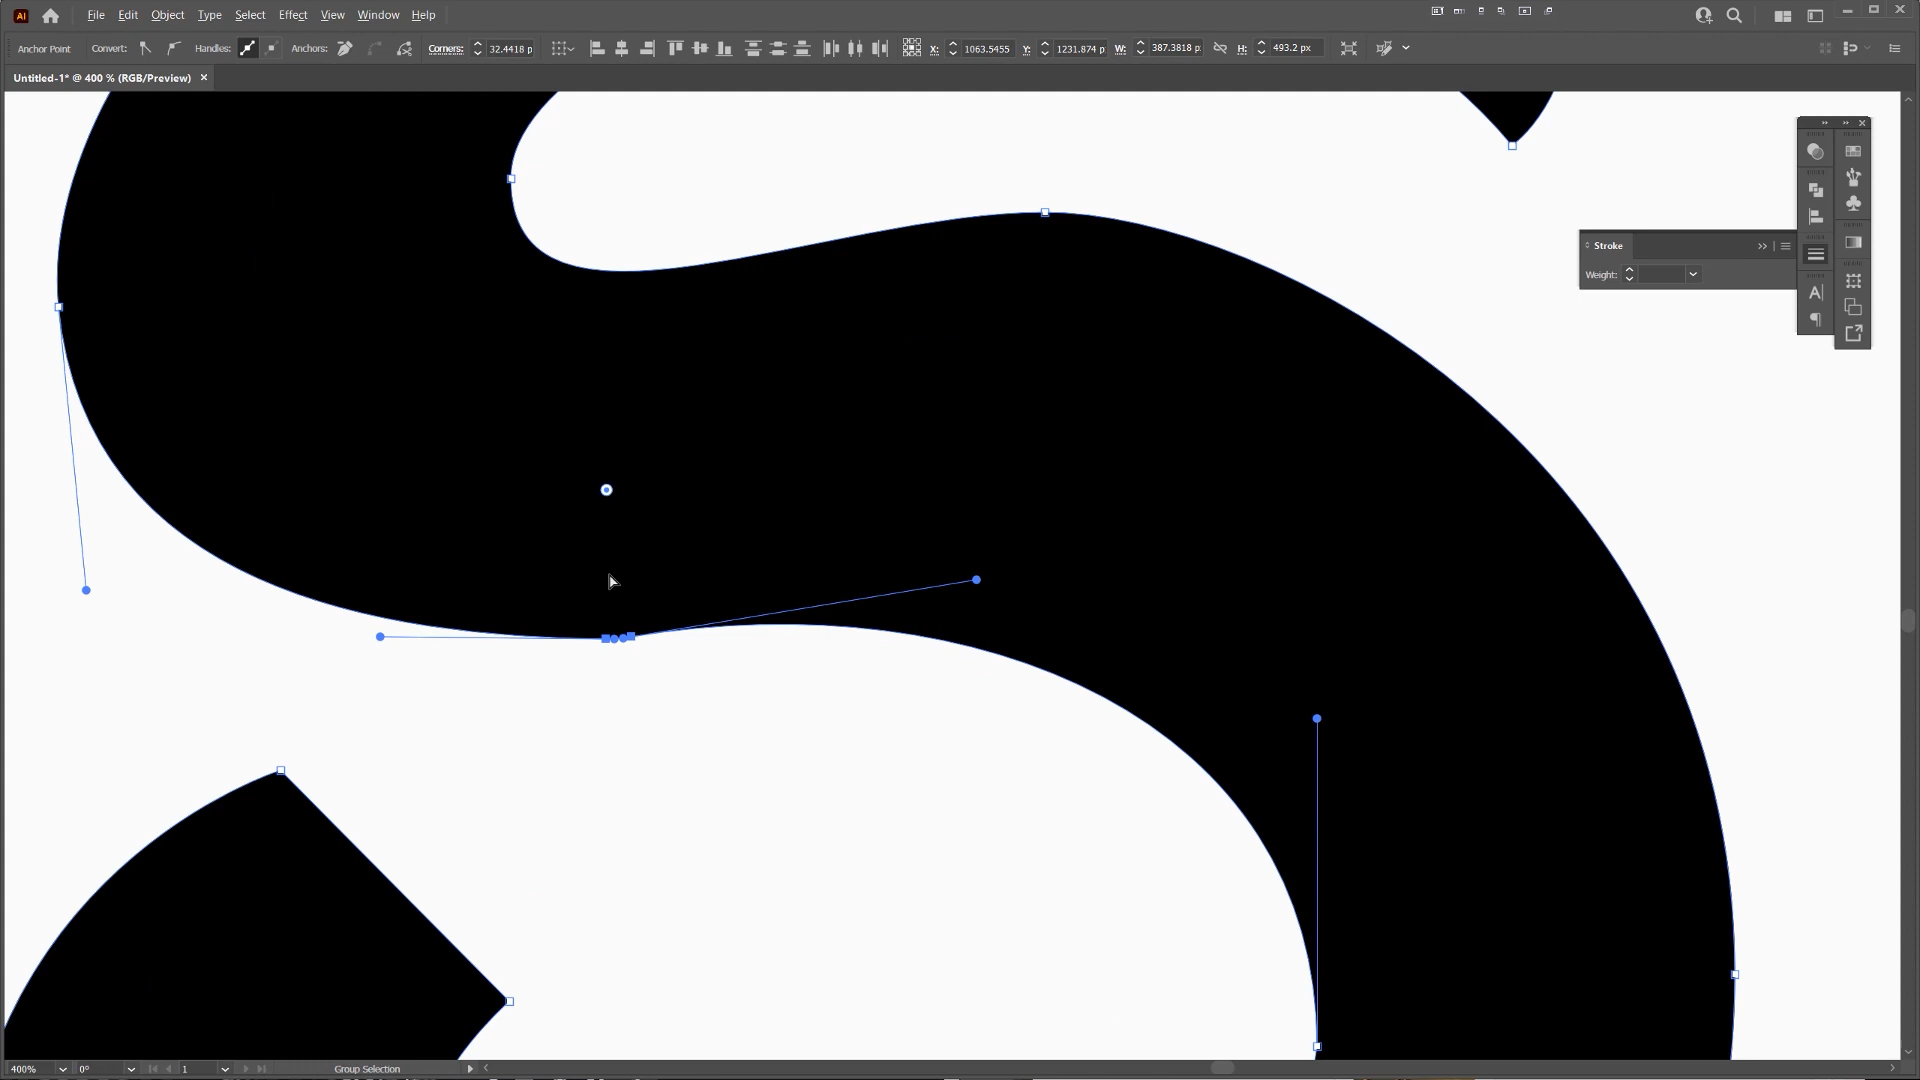 Ai File Edit Object Type Select Effect View Window Help
Anchor Point Convert: Handles: Anchors: Corners: 32.4418 p X: 1063.5455 Y: 1231.874 p W: 387.3818 p H: 493.2 px
Untitled-1* @ 400 % (RGB/Preview) ×
Stroke
Weight:
400% 0° 1 Group Selection